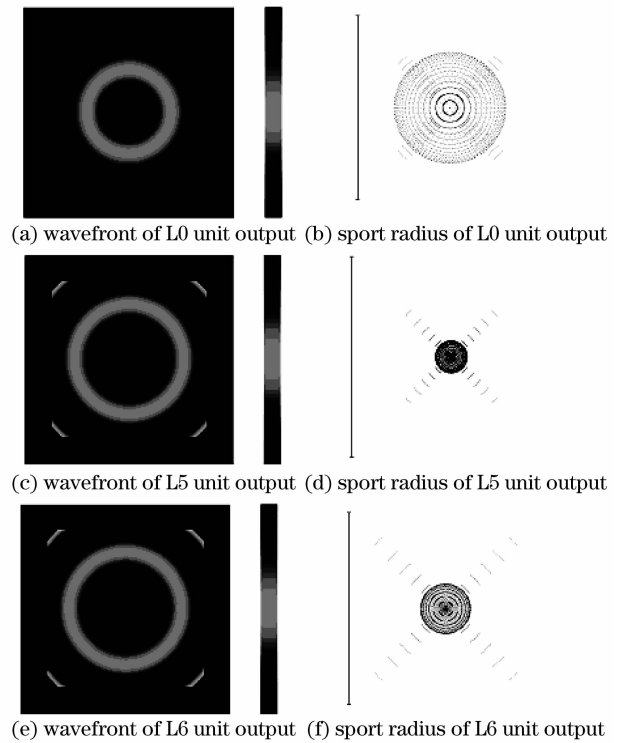 (a) wavefront of L0 unit output (b) sport radius of L0 unit output
(c) wavefront of L5 unit output (d) sport radius of L5 unit output
(e) wavefront of L6 unit output (f) sport radius of L6 unit output